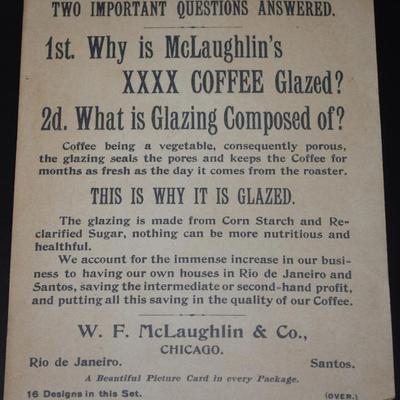 TWO IMPORTANT QUESTIONS ANSWERED.
1st. Why is McLaughlin's
XXXX COFFEE Glazed?
2d. What is Glazing Composed of?
Coffee being a vegetable, consequently porous,
the glazing seals the pores and keeps the Coffee for
months as fresh as the day it comes from the roaster.
THIS IS WHY IT IS GLAZED.
The glazing is made from Corn Starch and Re-
clarified Sugar, nothing can be more nutritious and
healthful.
We account for the immense increase in our busi-
ness to having our own houses in Rio de Janeiro and
Santos, saving the intermediate or second-hand profit,
and putting all this saving in the quality of our Coffee.
W. F. McLaughlin & Co.,
CHICAGO.
Rio de Janeiro. Santos.
A Beautiful Picture Card in every Package.
16 Designs in this Set. (OVER.)